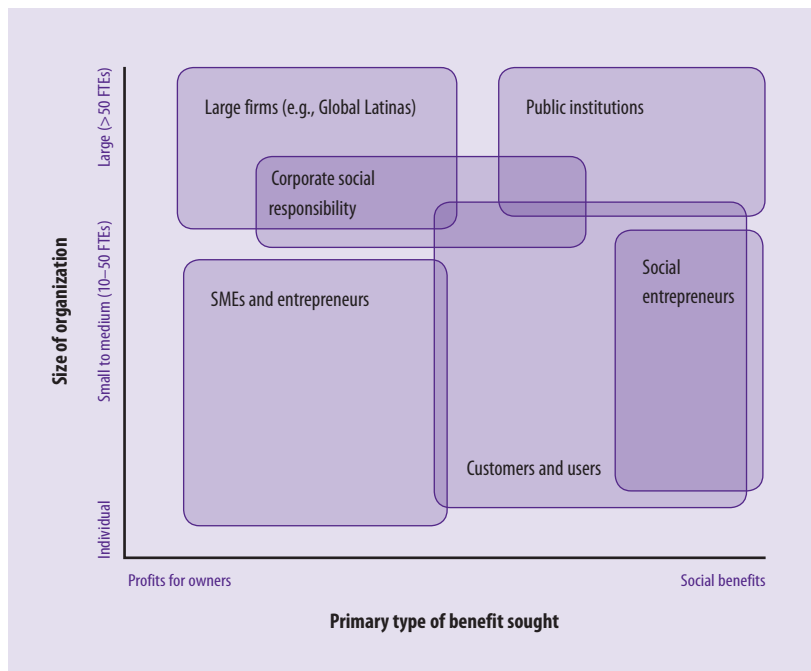 Large firms (e.g., Global Latinas)
Public institutions
Corporate social
responsibility
SMEs and entrepreneurs
Social
entrepreneurs
Customers and users
Size of organization
Large (>50 FTEs)
Small to medium (10–50 FTEs)
Individual
Profits for owners
Social benefits
Primary type of benefit sought